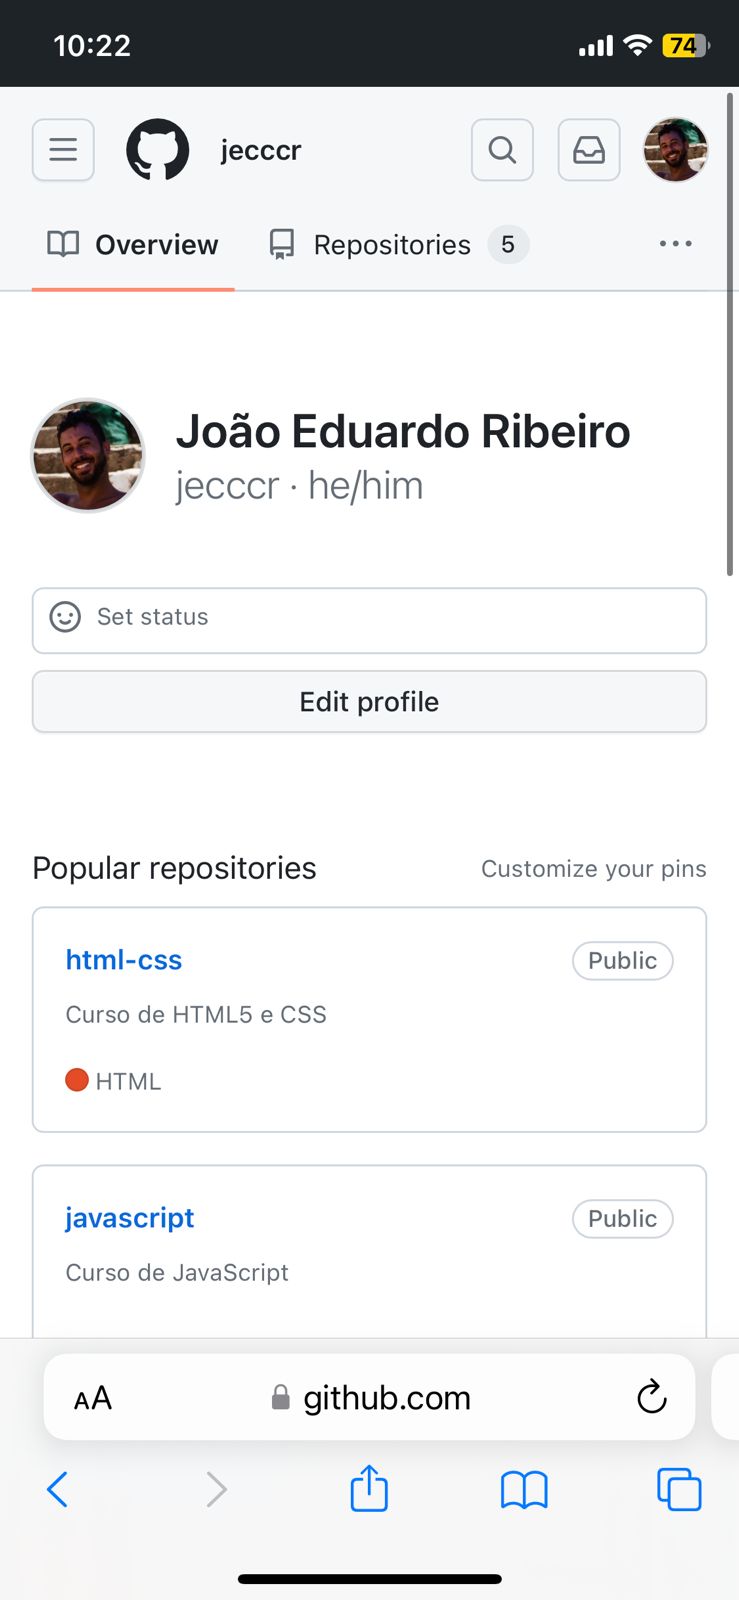 10:22
74
jecccr
Overview
Repositories 5
João Eduardo Ribeiro
jecccr · he/him
Set status
Edit profile
Popular repositories
Customize your pins
html-css
Public
Curso de HTML5 e CSS
HTML
javascript
Public
Curso de JavaScript
AA
github.com